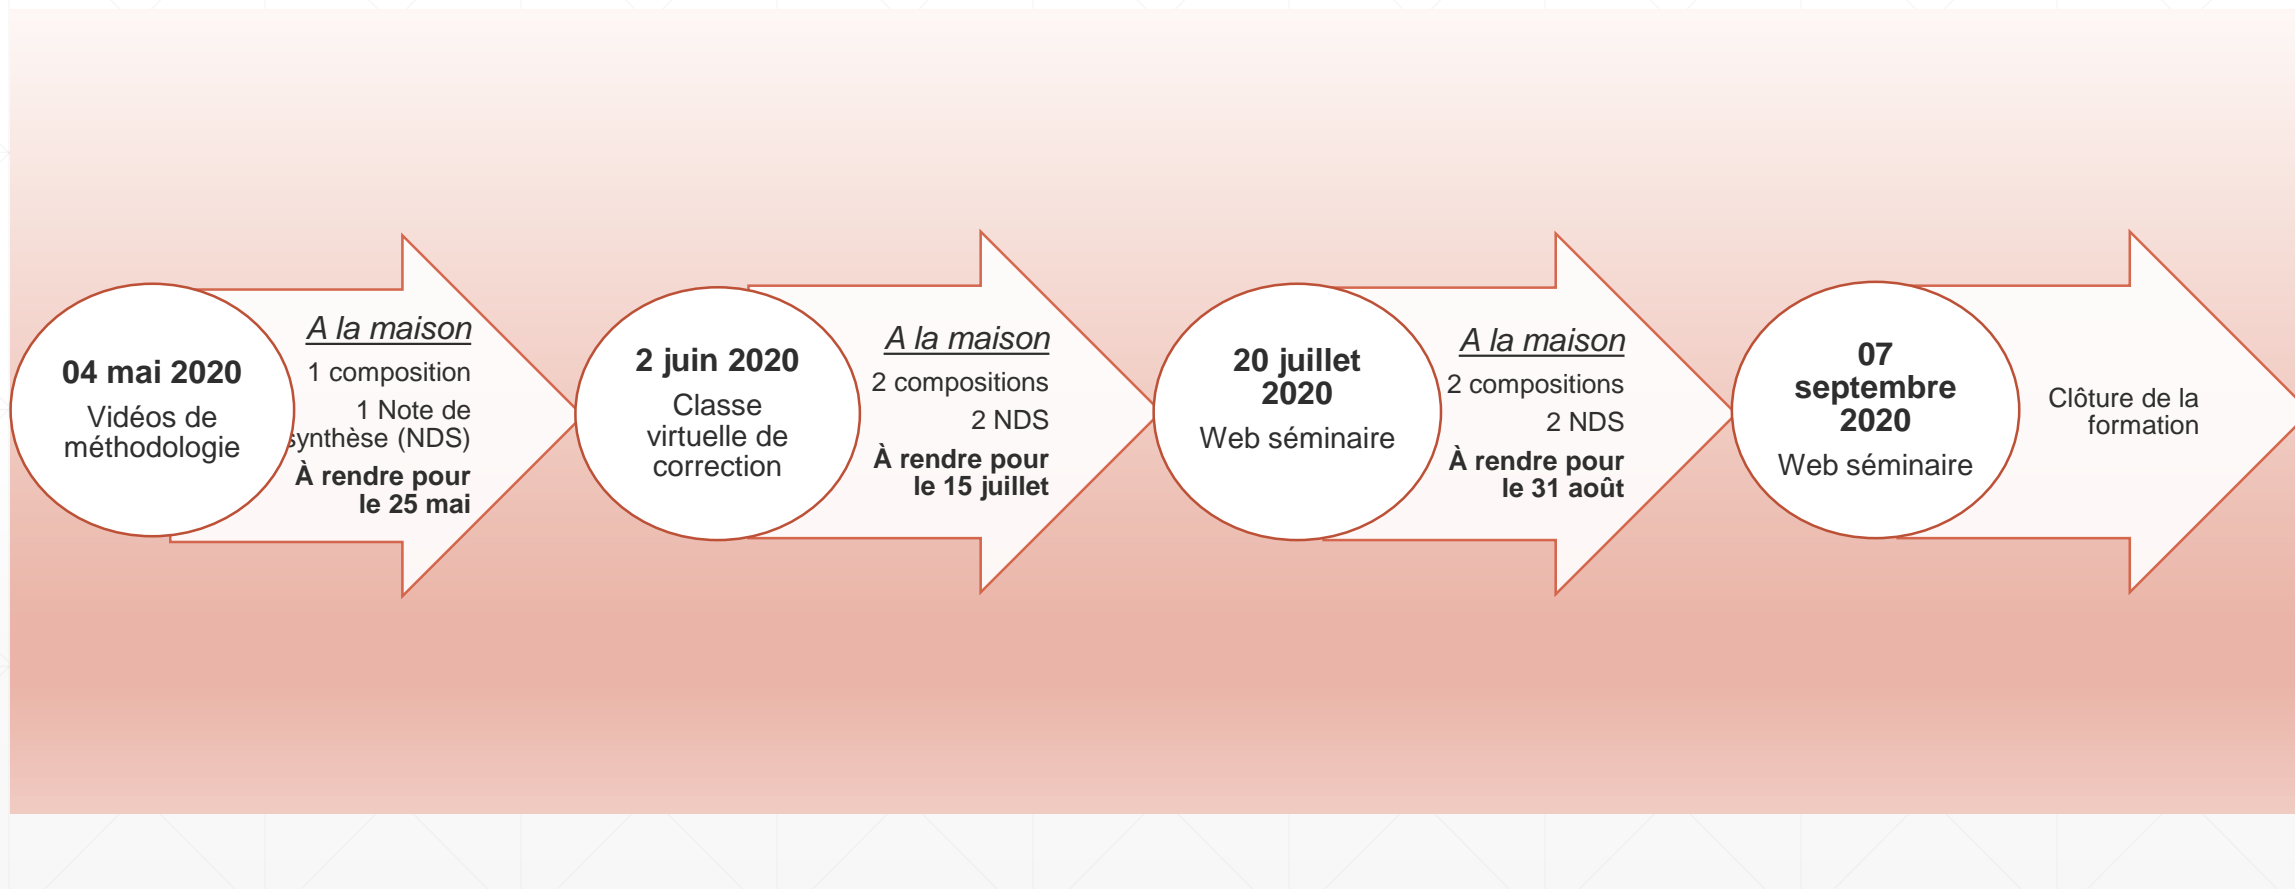 04 mai 2020
Vidéos de
méthodologie
A la maison
1 composition
1 Note de
synthèse (NDS)
À rendre pour
le 25 mai
2 juin 2020
Classe
virtuelle de
correction
A la maison
2 compositions
2 NDS
À rendre pour
le 15 juillet
20 juillet
2020
Web séminaire
A la maison
2 compositions
2 NDS
À rendre pour
le 31 août
07
septembre
2020
Web séminaire
Clôture de la
formation